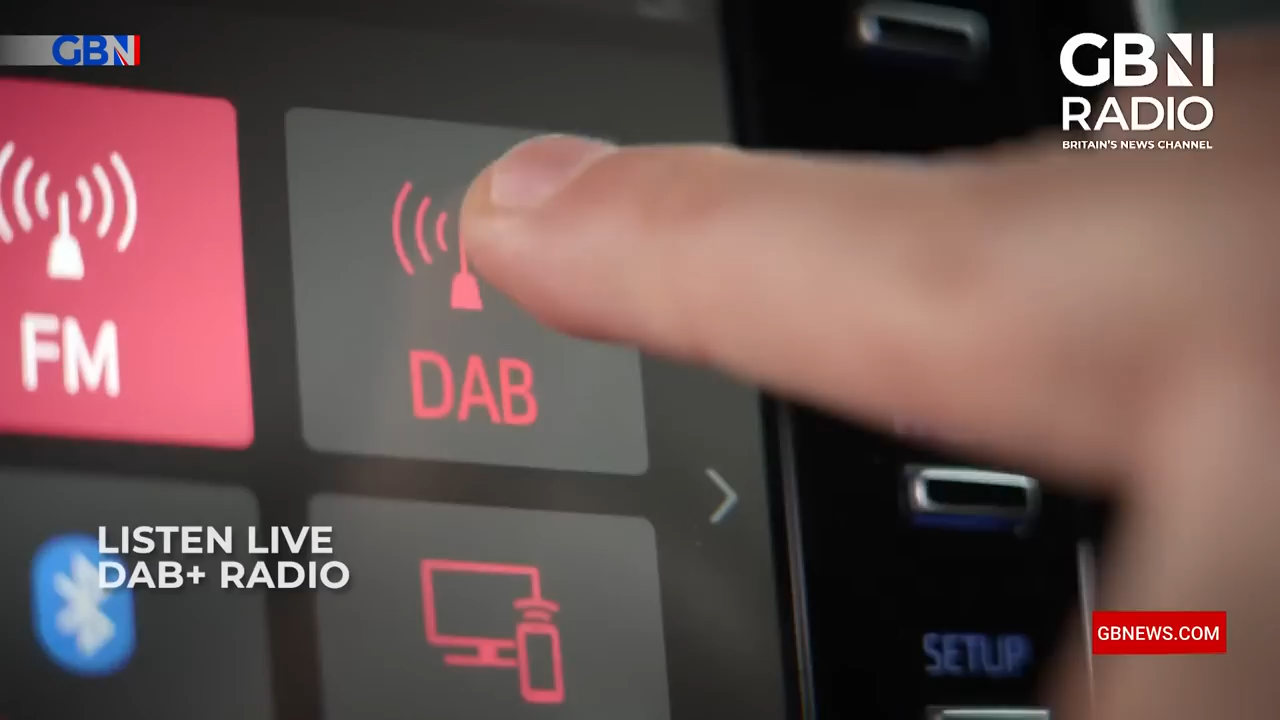 GBN
GBN
RADIO
BRITAIN'S NEWS CHANNEL
FM
DAB
LISTEN LIVE
DAB+ RADIO
GBNEWS.COM
SETUP